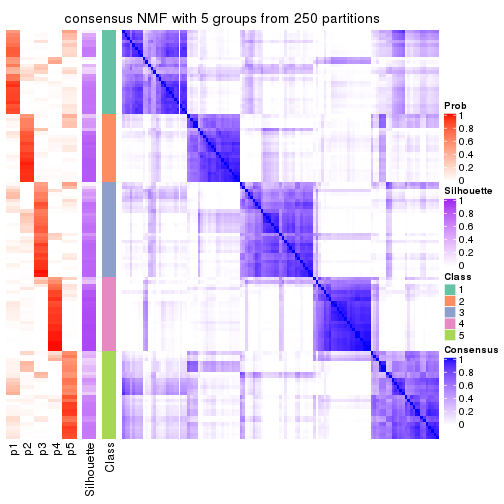 consensus NMF with 5 groups from 250 partitions
Prob
1
0.8
0.6
0.4
0.2
0
Silhouette
1
0.8
0.6
0.4
0.2
0
Class
1
2
3
4
5
Consensus
1
0.8
0.6
0.4
0.2
0
p1
p2
p3
p4
p5
Silhouette
Class